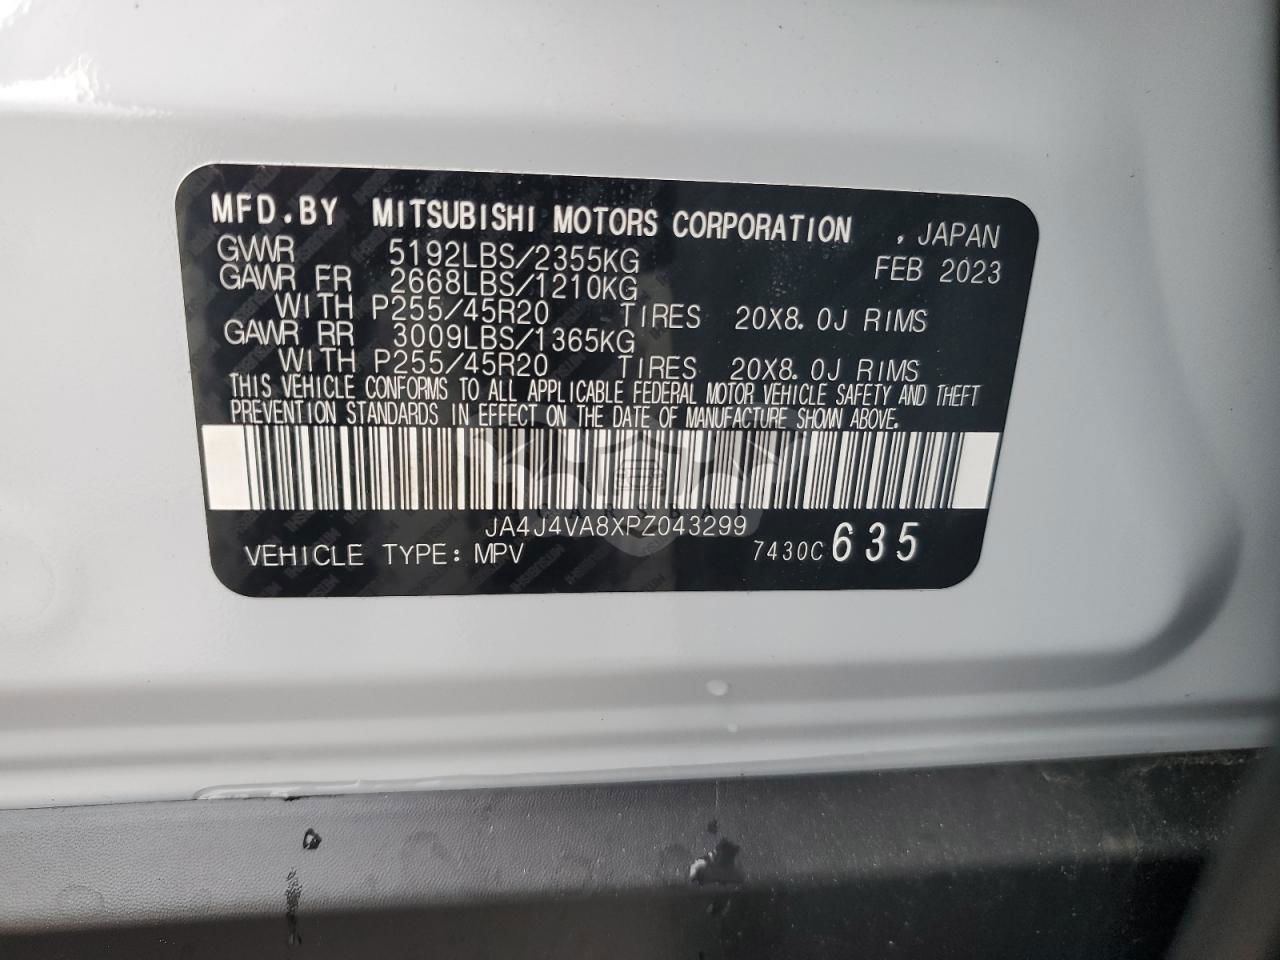 MFD.BY MITSUBISHI MOTORS CORPORATION , JAPAN
GVWR 5192LBS/2355KG FEB 2023
GAWR FR 2668LBS/1210KG
WITH P255/45R20 TIRES 20X8.0J RIMS
GAWR RR 3009LBS/1365KG
WITH P255/45R20 TIRES 20X8.0J RIMS
THIS VEHICLE CONFORMS TO ALL APPLICABLE FEDERAL MOTOR VEHICLE SAFETY AND THEFT
PREVENTION STANDARDS IN EFFECT ON THE DATE OF MANUFACTURE SHOWN ABOVE.
JA4J4VA8XPZ043299
VEHICLE TYPE: MPV 7430C 635